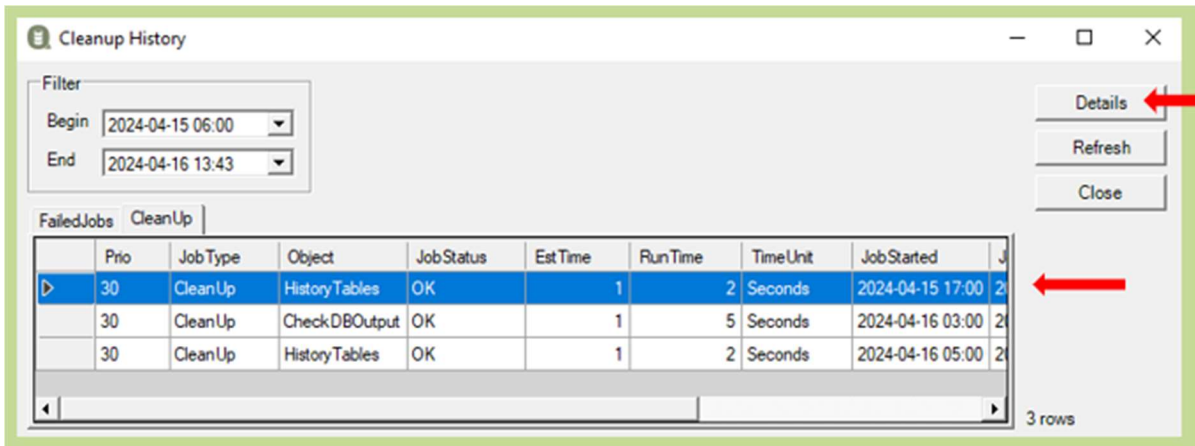 Cleanup History
Filter
Begin 2024-04-15 06:00
End 2024-04-16 13:43
Details
Refresh
Close
FailedJobs CleanUp
Prio JobType Object JobStatus EstTime RunTime TimeUnit JobStarted J
30 CleanUp HistoryTables OK 1 2 Seconds 2024-04-15 17:00 20
30 CleanUp CheckDBOutput OK 1 5 Seconds 2024-04-16 03:00 20
30 CleanUp HistoryTables OK 1 2 Seconds 2024-04-16 05:00 20
3 rows